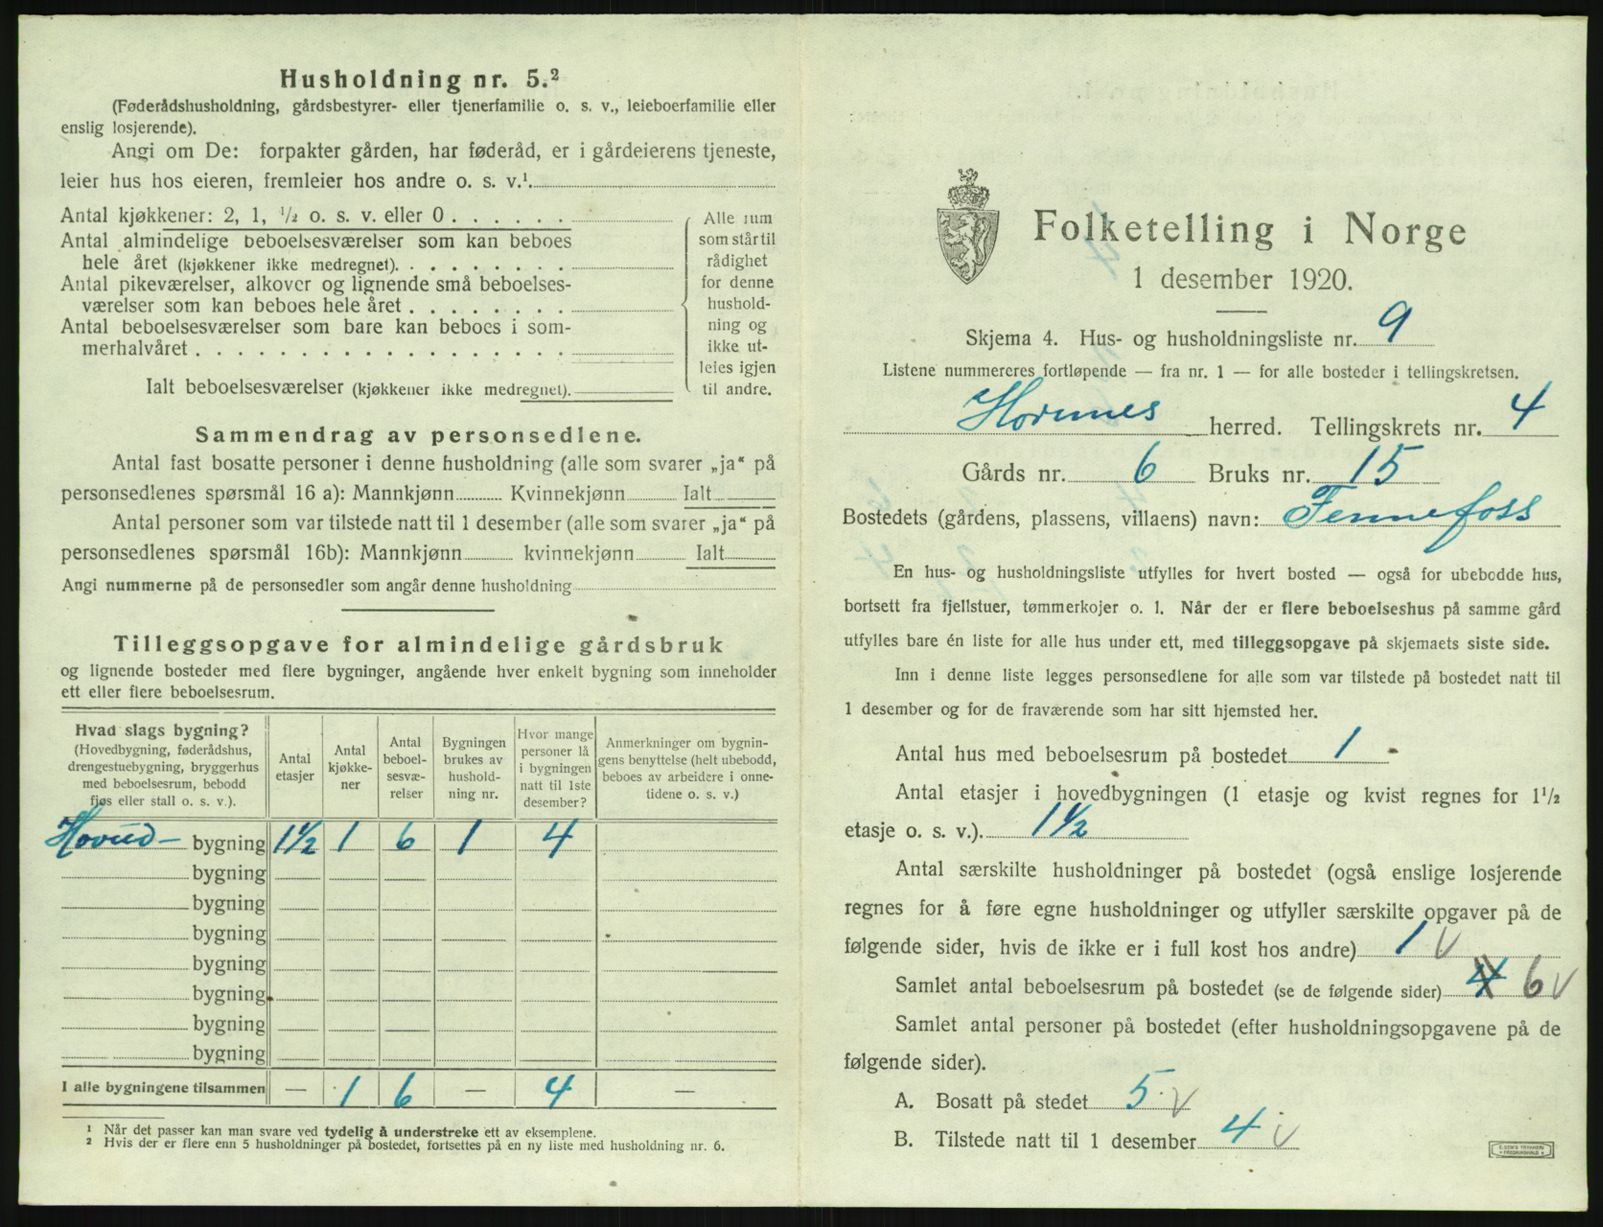 Husholdning nr. 5.²
(Føderådshusholdning, gårdsbestyrer- eller tjenerfamilie o. s. v., leieboerfamilie eller
enslig losjerende).
Angi om De: forpakter gården, har føderåd, er i gårdeierens tjeneste,
leier hus hos eieren, fremleier hos andre o. s. v.¹
Antal kjøkkener: 2, 1, ½ o. s. v. eller 0
Antal almindelige beboelsesværelser som kan beboes
hele året (kjøkkener ikke medregnet).
Antal pikeværelser, alkover og lignende små beboelses-
værelser som kan beboes hele året
Antal beboelsesværelser som bare kan beboes i som-
merhalvåret
Ialt beboelsesværelser (kjøkkener ikke medregnet).
Alle rum
som står til
rådighet
for denne
hushold-
ning og
ikke ut-
leies igjen
til andre.
Sammendrag av personsedlene.
Antal fast bosatte personer i denne husholdning (alle som svarer „ja“ på
personsedlenes spørsmål 16 a): Mannkjønn Kvinnekjønn Ialt
Antal personer som var tilstede natt til 1 desember (alle som svarer „ja“ på
personsedlenes spørsmål 16b): Mannkjønn kvinnekjønn Ialt
Angi nummerne på de personsedler som angår denne husholdning
Tilleggsopgave for almindelige gårdsbruk
og lignende bosteder med flere bygninger, angående hver enkelt bygning som inneholder
ett eller flere beboelsesrum.
Hvad slags bygning?
(Hovedbygning, føderådshus,
drengestuebygning, bryggerhus
med beboelsesrum, bebodd
fjøs eller stall o. s. v.).
Antal
etasjer
Antal
kjøkke-
ner
Antal
beboel-
sesvæ-
relser
Bygningen
brukes av
hushold-
ning nr.
Hvor mange
personer lå
i bygningen
natt til 1ste
desember?
Anmerkninger om bygnin-
gens benyttelse (helt ubebodd,
beboes av arbeidere i onne-
tidene o. s. v.)
Hovud- bygning 1½ 1 6 1 4
bygning
bygning
bygning
bygning
bygning
bygning
bygning
I alle bygningene tilsammen — 1 6 — 4 —
¹ Når det passer kan man svare ved tydelig å understreke ett av eksemplene.
² Hvis der er flere enn 5 husholdninger på bostedet, fortsettes på en ny liste med husholdning nr. 6.
Folketelling i Norge
1 desember 1920.
Skjema 4. Hus- og husholdningsliste nr. 9
Listene nummereres fortløpende — fra nr. 1 — for alle bosteder i tellingskretsen.
Hornnes herred. Tellingskrets nr. 4
Gårds nr. 6 Bruks nr. 15
Bostedets (gårdens, plassens, villaens) navn: Fennefoss
En hus- og husholdningsliste utfylles for hvert bosted — også for ubebodde hus,
bortsett fra fjellstuer, tømmerkojer o. l. Når der er flere beboelseshus på samme gård
utfylles bare én liste for alle hus under ett, med tilleggsopgave på skjemaets siste side.
Inn i denne liste legges personsedlene for alle som var tilstede på bostedet natt til
1 desember og for de fraværende som har sitt hjemsted her.
Antal hus med beboelsesrum på bostedet 1
Antal etasjer i hovedbygningen (1 etasje og kvist regnes for 1½
etasje o. s. v.). 1½
Antal særskilte husholdninger på bostedet (også enslige losjerende
regnes for å føre egne husholdninger og utfyller særskilte opgaver på de
følgende sider, hvis de ikke er i full kost hos andre) 1 v
Samlet antal beboelsesrum på bostedet (se de følgende sider) 4 6 v
Samlet antal personer på bostedet (efter husholdningsopgavene på de
følgende sider).
A. Bosatt på stedet 5 v
B. Tilstede natt til 1 desember 4 v